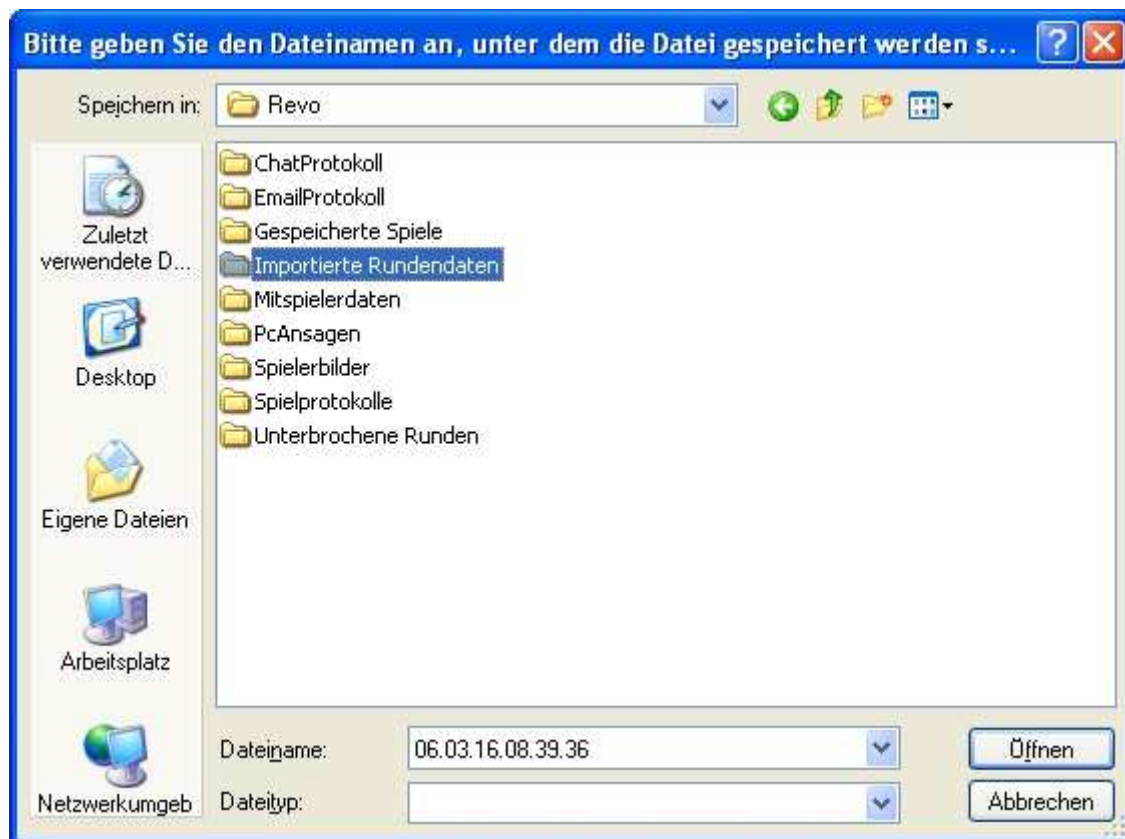 Bitte geben Sie den Dateinamen an, unter dem die Datei gespeichert werden s...
Speichern in:
Revo
Zuletzt
verwendete D...
Desktop
Eigene Dateien
Arbeitsplatz
Netzwerkumgeb
ChatProtokoll
EmailProtokoll
Gespeicherte Spiele
Importierte Rundendaten
Mitspielerdaten
PcAnsagen
Spielerbilder
Spielprotokolle
Unterbrochene Runden
Dateiname:
06.03.16.08.39.36
Öffnen
Dateityp:
Abbrechen